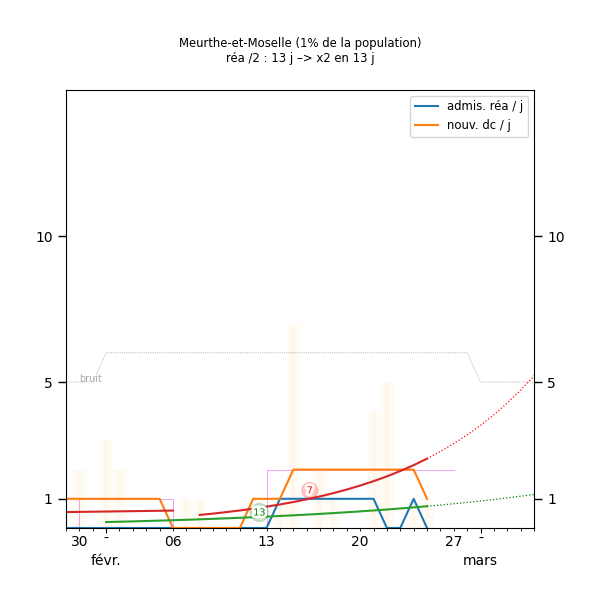 Meurthe-et-Moselle (1% de la population)
réa /2 : 13 j –> x2 en 13 j
admis. réa / j
nouv. dc / j
10
10
bruit
5
5
7
13
1
1
30
-
06
13
20
27
-
févr.
mars